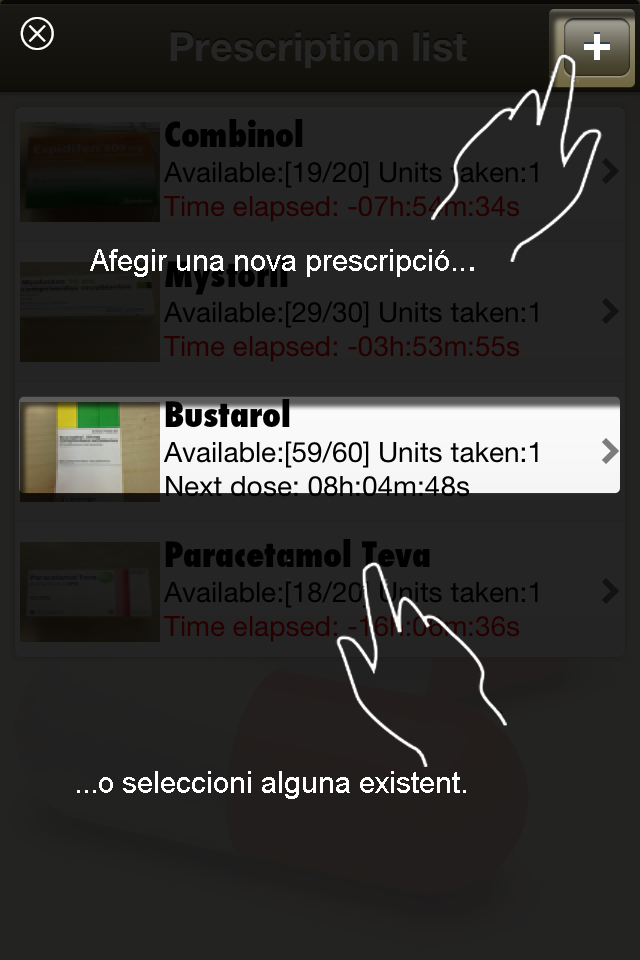 Prescription list
+
Combinol
Available:[19/20] Units taken:1
Time elapsed: -07h:54m:34s
Afegir una nova prescripció...
Mystoril
Available:[29/30] Units taken:1
Time elapsed: -03h:53m:55s
Bustarol
Available:[59/60] Units taken:1
Next dose: 08h:04m:48s
Paracetamol Teva
Paracetamol Teva
Available:[18/20] Units taken:1
Time elapsed: -16h:06m:36s
...o seleccioni alguna existent.